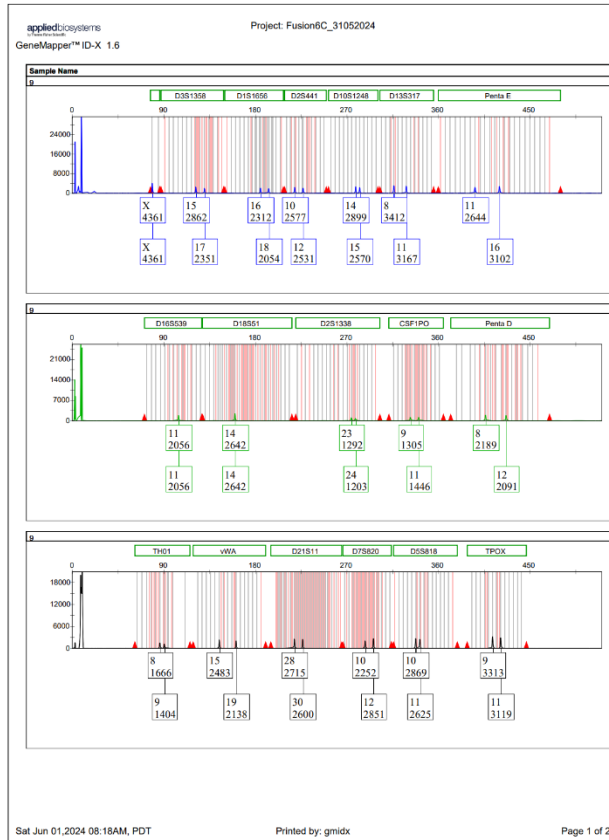 Project: Fusion6C_31052024
appliedbiosystems
GeneMapper™ ID-X 1.6
Sample Name
9
D3S1358 D1S1656 D2S441 D10S1248 D13S317 Penta E
90 180 270 360 450
24000
16000
8000
0
X 15 16 10 14 8 11
4361 2862 2312 2577 2899 3412 2644
X 17 18 12 15 11 16
4361 2351 2054 2531 2570 3167 3102
9
D16S539 D18S51 D2S1338 CSF1PO Penta D
0 90 180 270 360 450
21000
14000
7000
0
11 14 23 9 8
2056 2642 1292 1305 2189
11 14 24 11 12
2056 2642 1203 1446 2091
9
TH01 vWA D21S11 D7S820 D5S818 TPOX
0 90 180 270 360 450
18000
12000
6000
0
8 15 28 10 10 9
1666 2483 2715 2252 2869 3313
9 19 30 12 11 11
1404 2138 2600 2851 2625 3119
Sat Jun 01,2024 08:18AM, PDT Printed by: gmidx Page 1 of 2